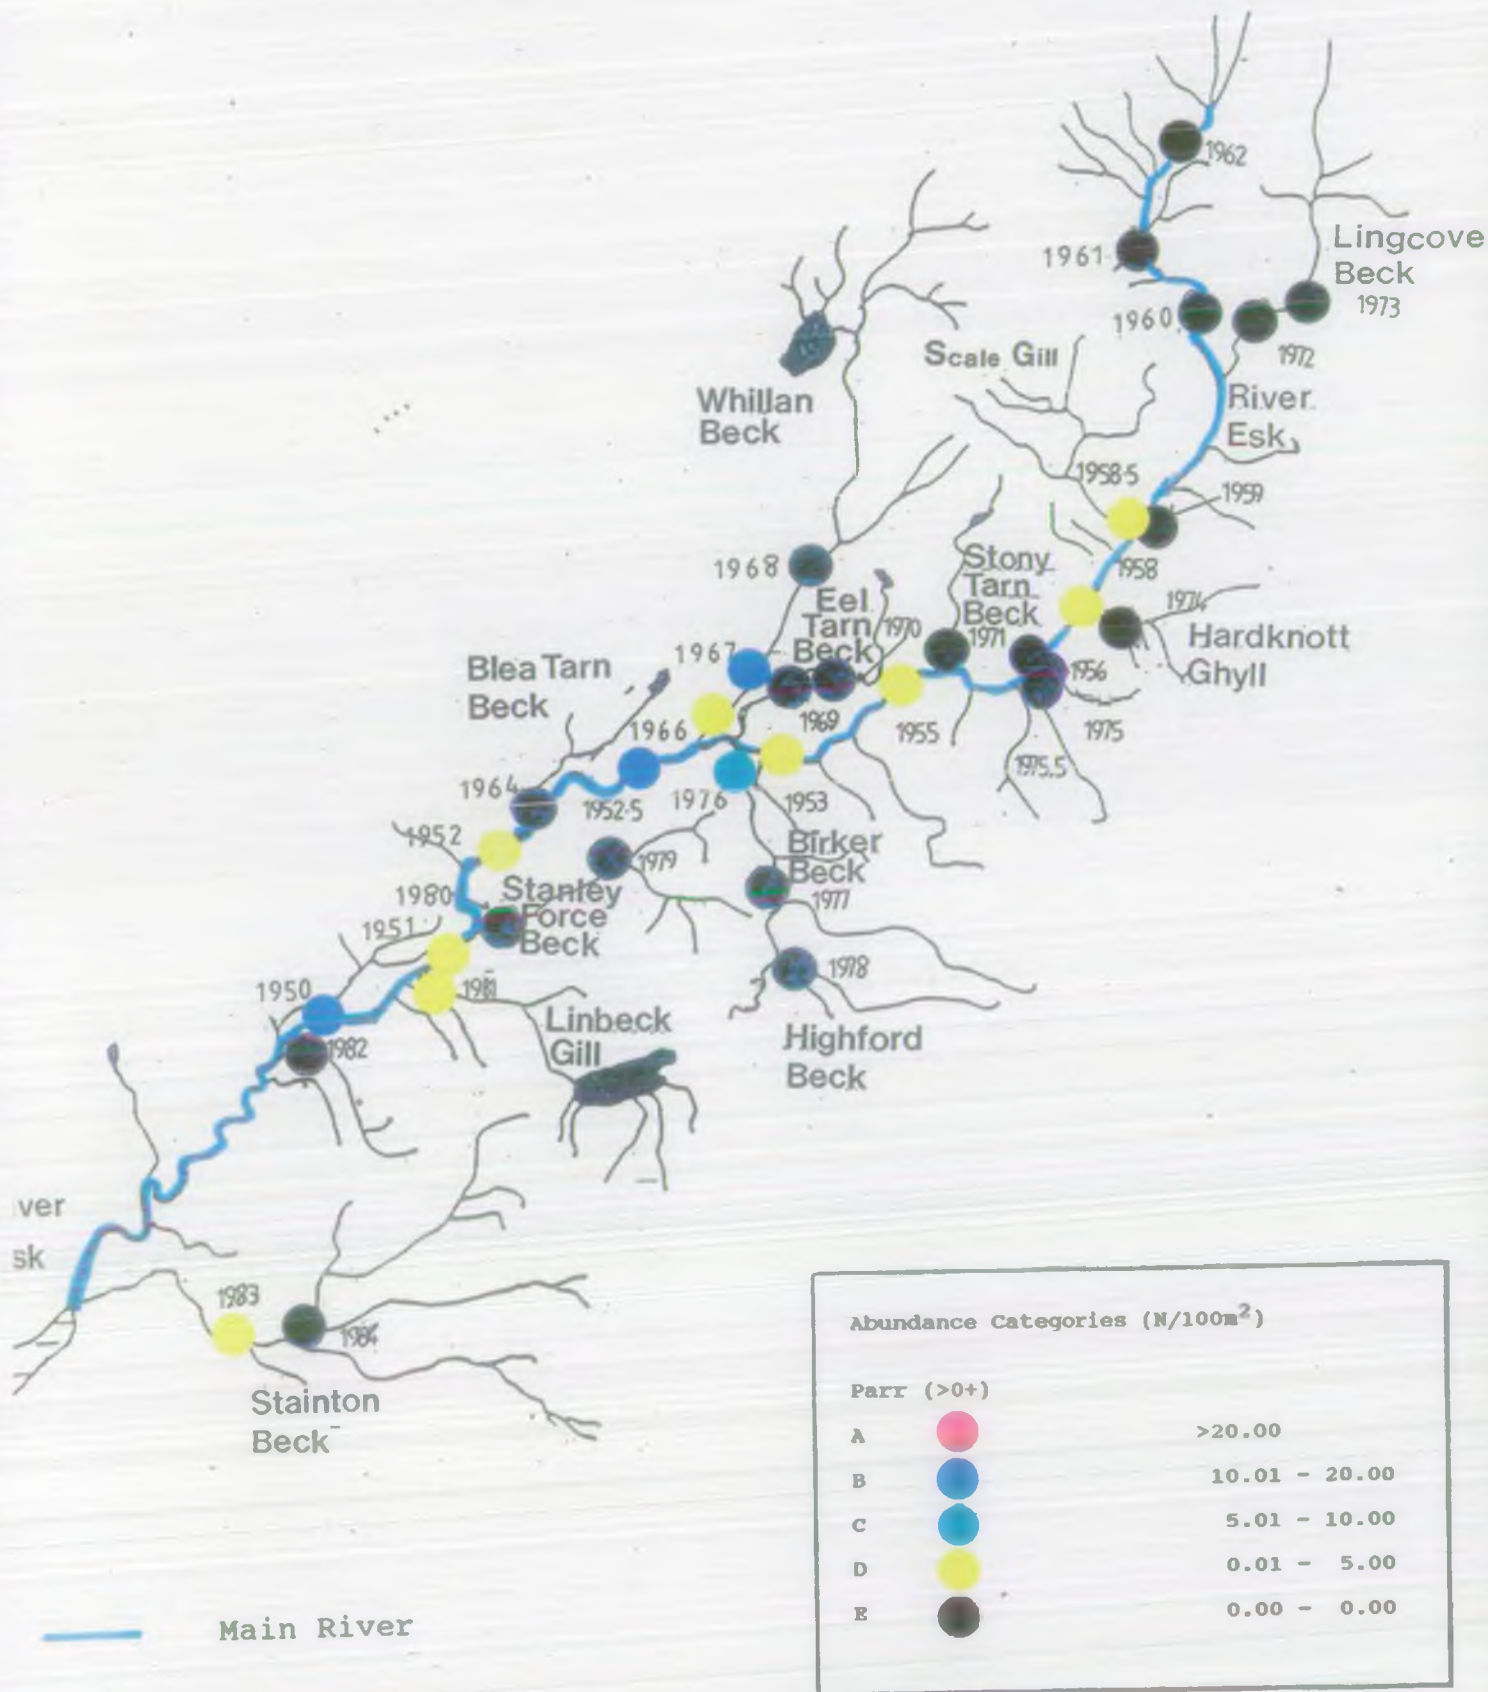 1962
Lingcove
Beck
1973
1961
1960
1972
Scale Gill
River
Esk
Whillan
Beck
1958·5
1959
1958
1968
Stony
Tarn
Beck
1971
Eel
Tarn
Beck
1970
1974
Hardknott
Ghyll
1967
1956
Blea Tarn
Beck
1966
1969
1955
1975
1975.5
1964
1952·5
1976
1953
1952
1979
Birker
Beck
1977
1980
Stanley
Force
Beck
1951
1978
1981
1950
Linbeck
Gill
Highford
Beck
1982
ver
sk
1983
1984
Stainton
Beck
Abundance Categories (N/100m²)
Parr (>0+)
A >20.00
B 10.01 - 20.00
C 5.01 - 10.00
D 0.01 - 5.00
E 0.00 - 0.00
Main River